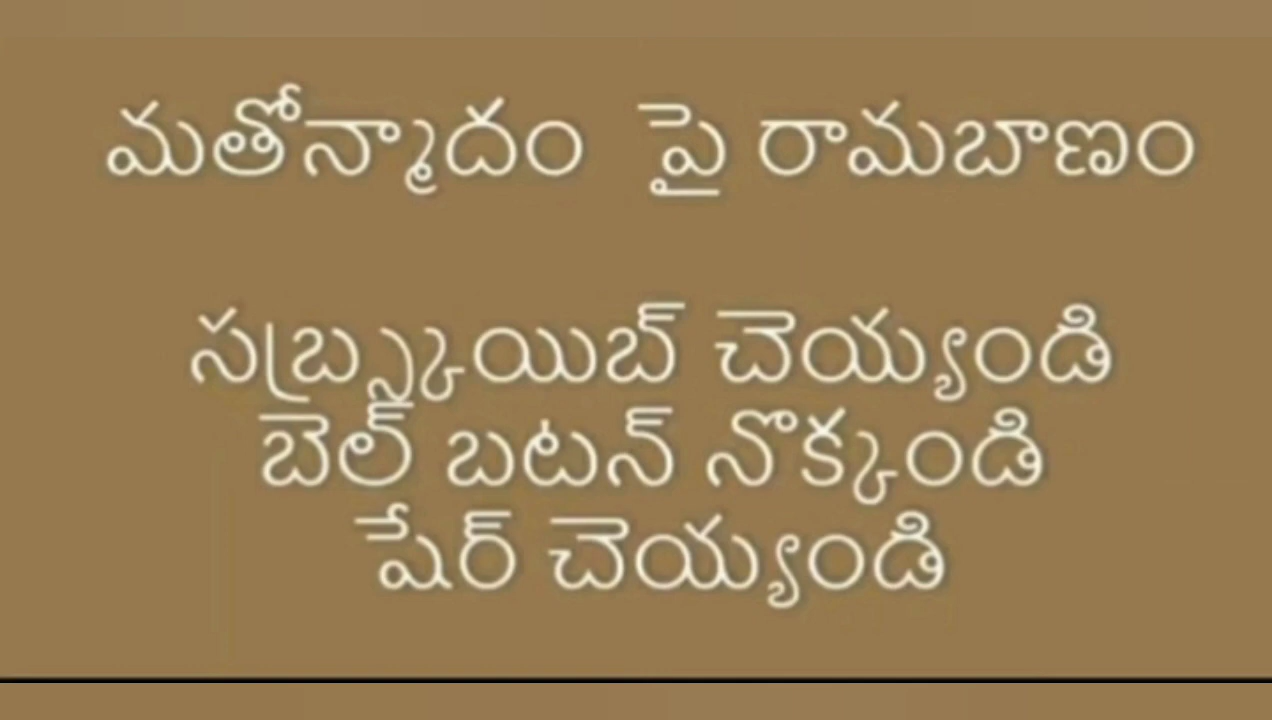 మతోన్మాదం పై రామబాణం
సబ్స్క్రయిబ్ చెయ్యండి
బెల్ బటన్ నొక్కండి
షేర్ చెయ్యండి